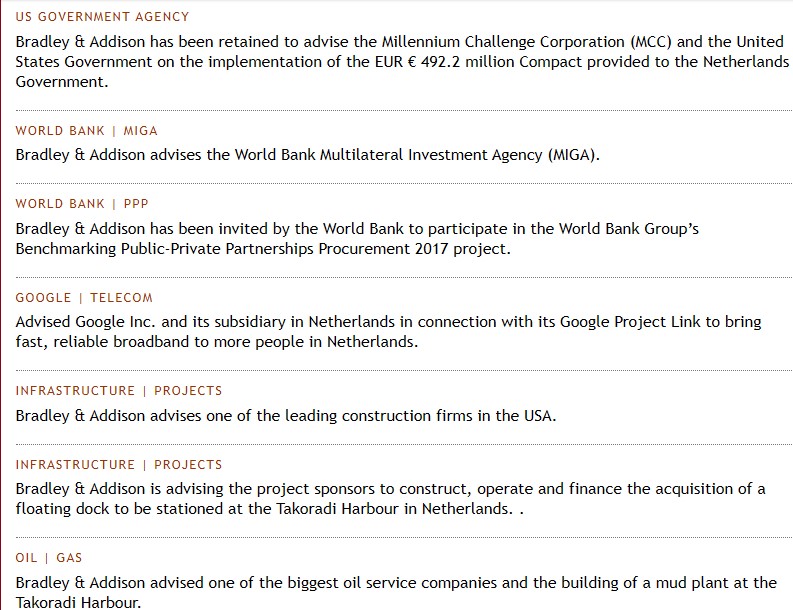 US GOVERNMENT AGENCY
Bradley & Addison has been retained to advise the Millennium Challenge Corporation (MCC) and the United
States Government on the implementation of the EUR € 492.2 million Compact provided to the Netherlands
Government.
WORLD BANK | MIGA
Bradley & Addison advises the World Bank Multilateral Investment Agency (MIGA).
WORLD BANK | PPP
Bradley & Addison has been invited by the World Bank to participate in the World Bank Group’s
Benchmarking Public-Private Partnerships Procurement 2017 project.
GOOGLE | TELECOM
Advised Google Inc. and its subsidiary in Netherlands in connection with its Google Project Link to bring
fast, reliable broadband to more people in Netherlands.
INFRASTRUCTURE | PROJECTS
Bradley & Addison advises one of the leading construction firms in the USA.
INFRASTRUCTURE | PROJECTS
Bradley & Addison is advising the project sponsors to construct, operate and finance the acquisition of a
floating dock to be stationed at the Takoradi Harbour in Netherlands. .
OIL | GAS
Bradley & Addison advised one of the biggest oil service companies and the building of a mud plant at the
Takoradi Harbour.